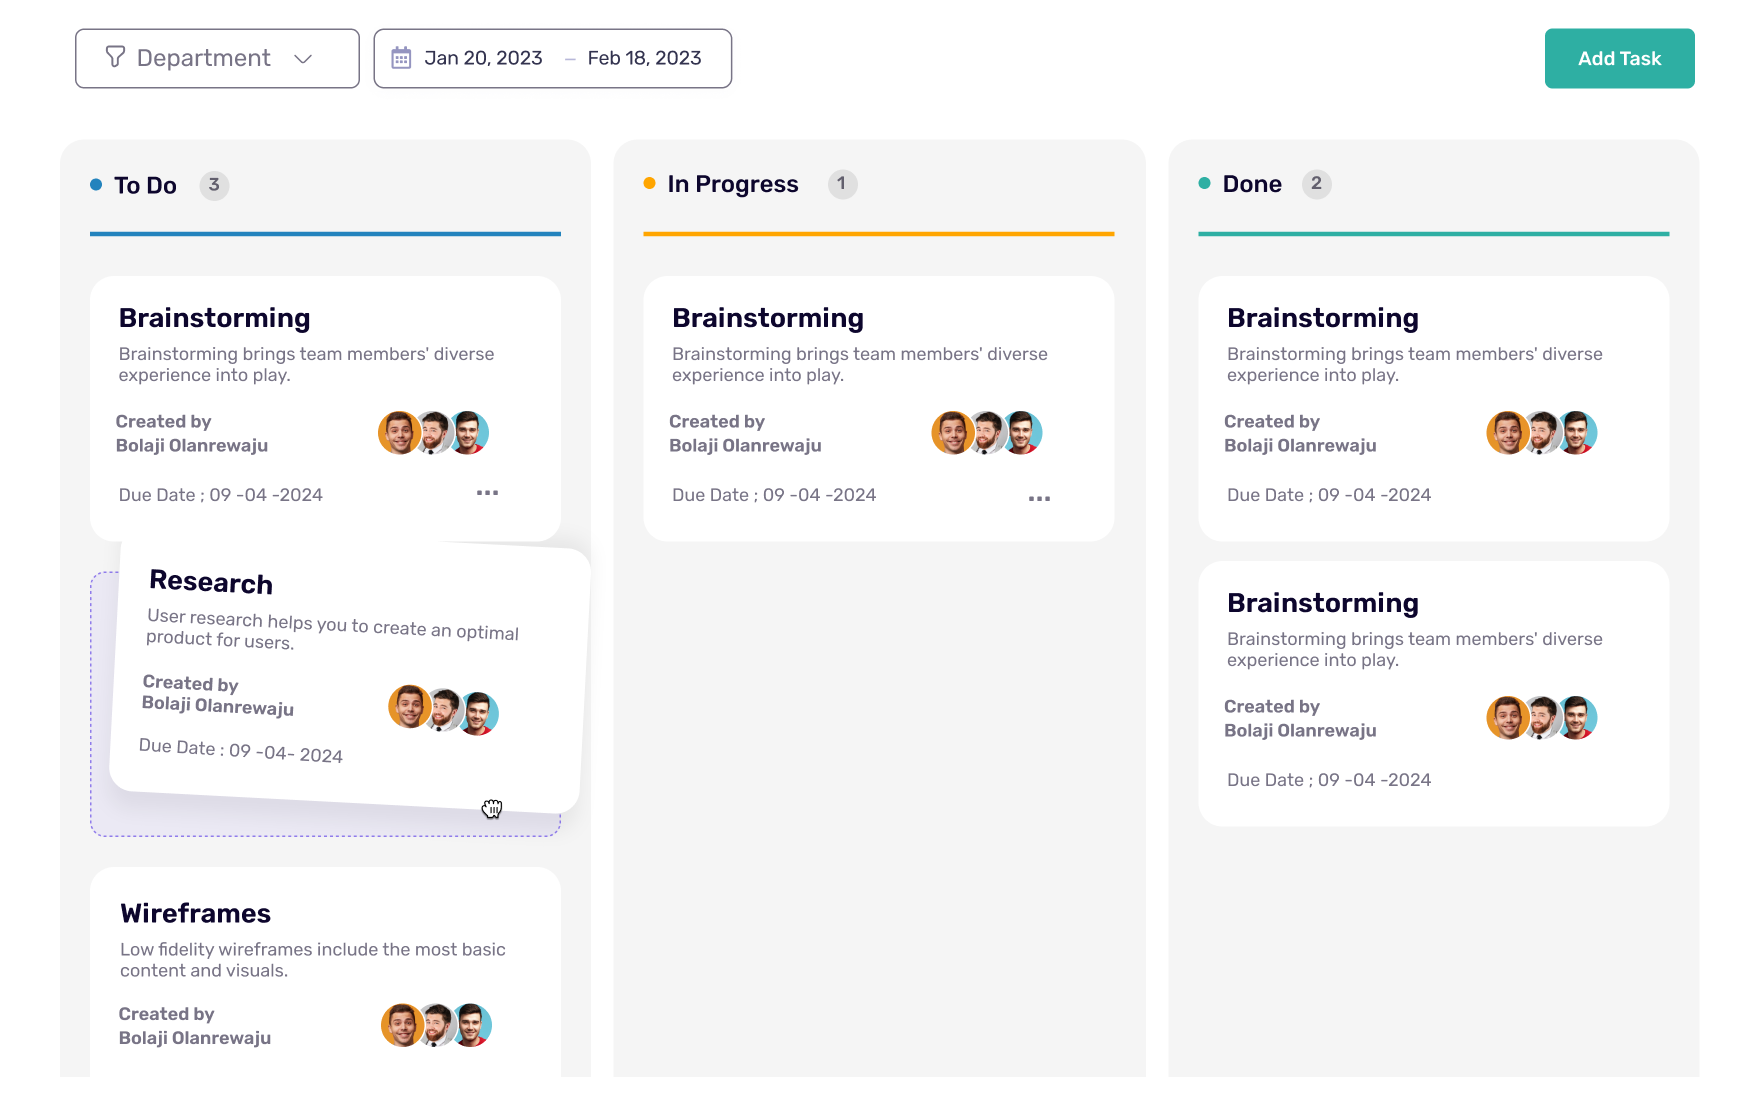 Department
Jan 20, 2023 – Feb 18, 2023
Add Task
To Do 3
Brainstorming
Brainstorming brings team members' diverse
experience into play.
Created by
Bolaji Olanrewaju
Due Date ; 09 -04 -2024
Research
User research helps you to create an optimal
product for users.
Created by
Bolaji Olanrewaju
Due Date : 09 -04- 2024
Wireframes
Low fidelity wireframes include the most basic
content and visuals.
Created by
Bolaji Olanrewaju
In Progress 1
Brainstorming
Brainstorming brings team members' diverse
experience into play.
Created by
Bolaji Olanrewaju
Due Date ; 09 -04 -2024
Done 2
Brainstorming
Brainstorming brings team members' diverse
experience into play.
Created by
Bolaji Olanrewaju
Due Date ; 09 -04 -2024
Brainstorming
Brainstorming brings team members' diverse
experience into play.
Created by
Bolaji Olanrewaju
Due Date ; 09 -04 -2024